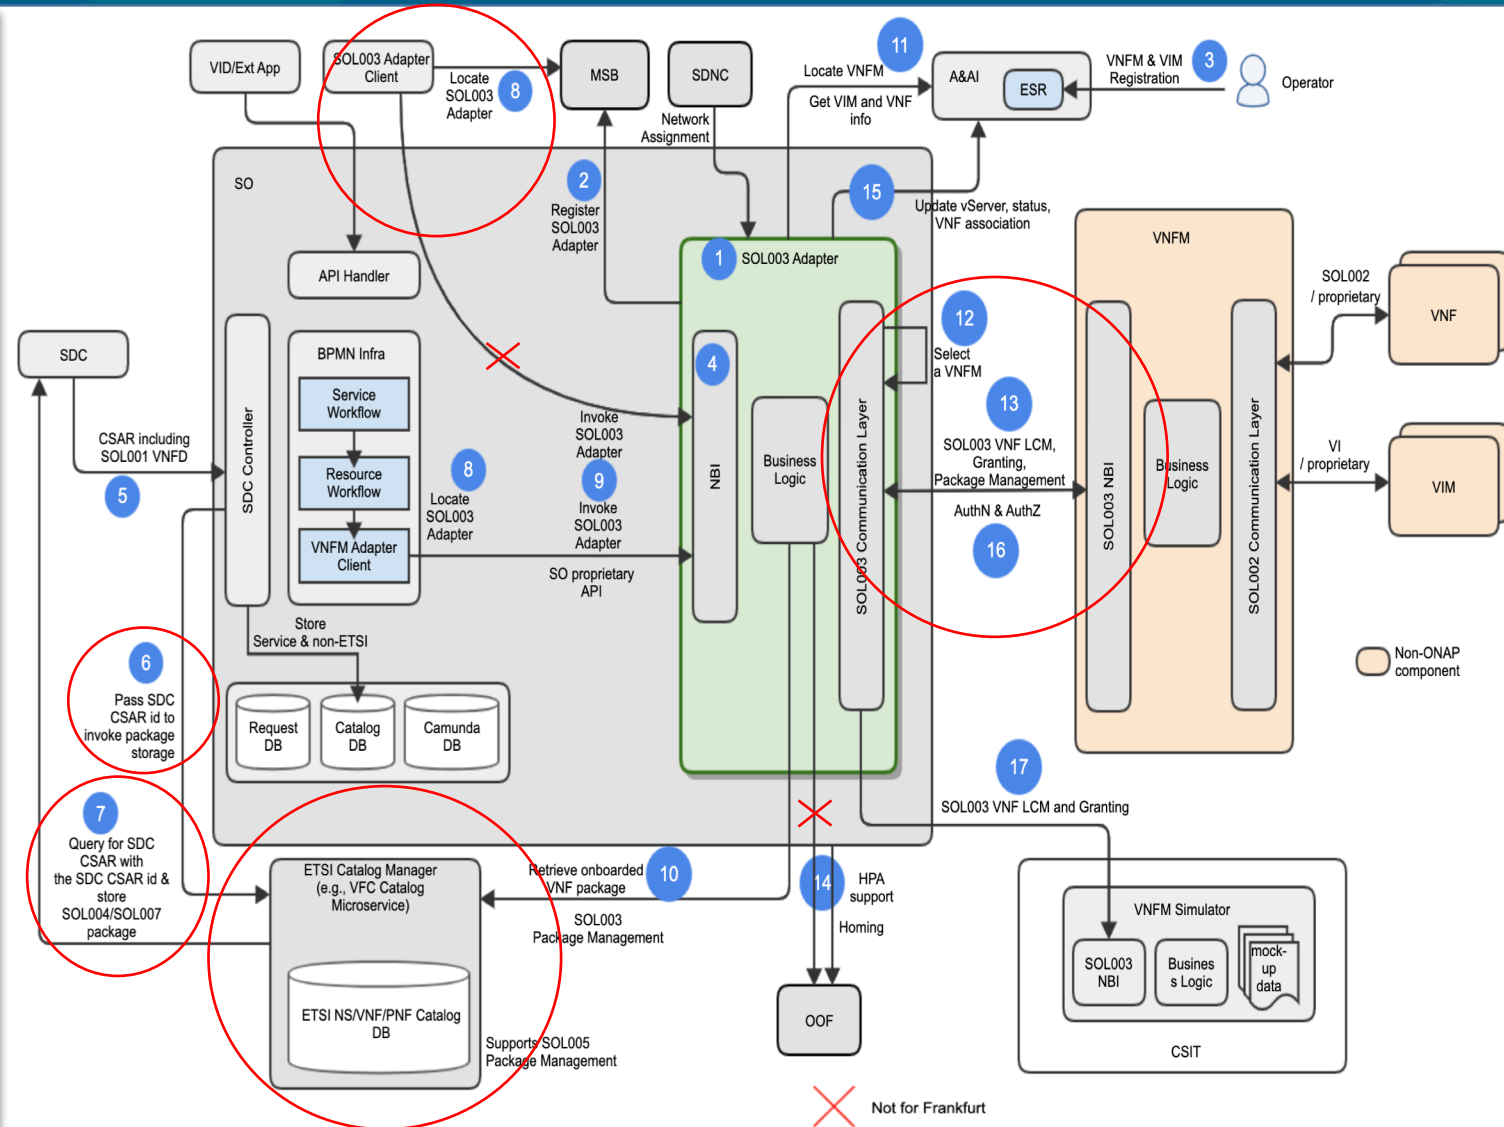 VID/Ext App
SOL003 Adapter
Client
Locate
SOL003
Adapter
8
MSB
SDNC
Network
Assignment
11
Locate VNFM
Get VIM and VNF
info
A&AI
ESR
VNFM & VIM
Registration
3
Operator
SO
2
Register
SOL003
Adapter
15
Update vServer, status,
VNF association
1
SOL003 Adapter
API Handler
SDC
CSAR including
SOL001 VNFD
5
SDC Controller
BPMN Infra
Service
Workflow
Resource
Workflow
VNFM Adapter
Client
8
Locate
SOL003
Adapter
Invoke
SOL003
Adapter
9
Invoke
SOL003
Adapter
SO proprietary
API
4
NBI
Business
Logic
SOL003 Communication Layer
12
Select
a VNFM
13
SOL003 VNF LCM,
Granting,
Package Management
AuthN & AuthZ
16
VNFM
SOL003 NBI
Business
Logic
SOL002 Communication Layer
SOL002
/ proprietary
VNF
VI
/ proprietary
VIM
Non-ONAP
component
Store
Service & non-ETSI
Request
DB
Catalog
DB
Camunda
DB
6
Pass SDC
CSAR id to
invoke package
storage
7
Query for SDC
CSAR with
the SDC CSAR id &
store
SOL004/SOL007
package
ETSI Catalog Manager
(e.g., VFC Catalog
Microservice)
ETSI NS/VNF/PNF Catalog
DB
Supports SOL005
Package Management
Retrieve onboarded
VNF package
10
SOL003
Package Management
14
HPA
support
Homing
OOF
17
SOL003 VNF LCM and Granting
VNFM Simulator
SOL003
NBI
Busines
s Logic
mock-
up
data
CSIT
Not for Frankfurt